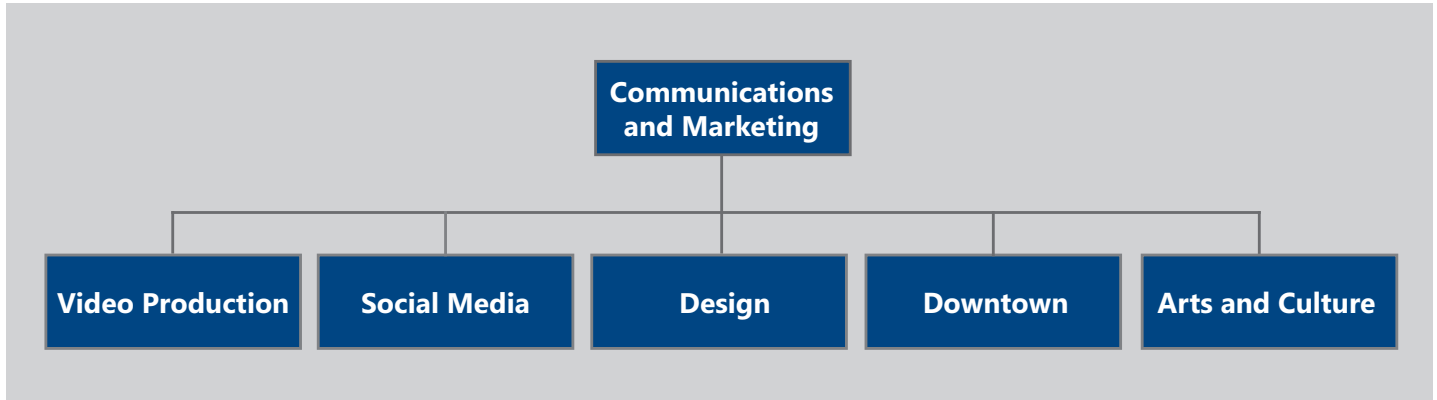 Communications
and Marketing
Video Production
Social Media
Design
Downtown
Arts and Culture